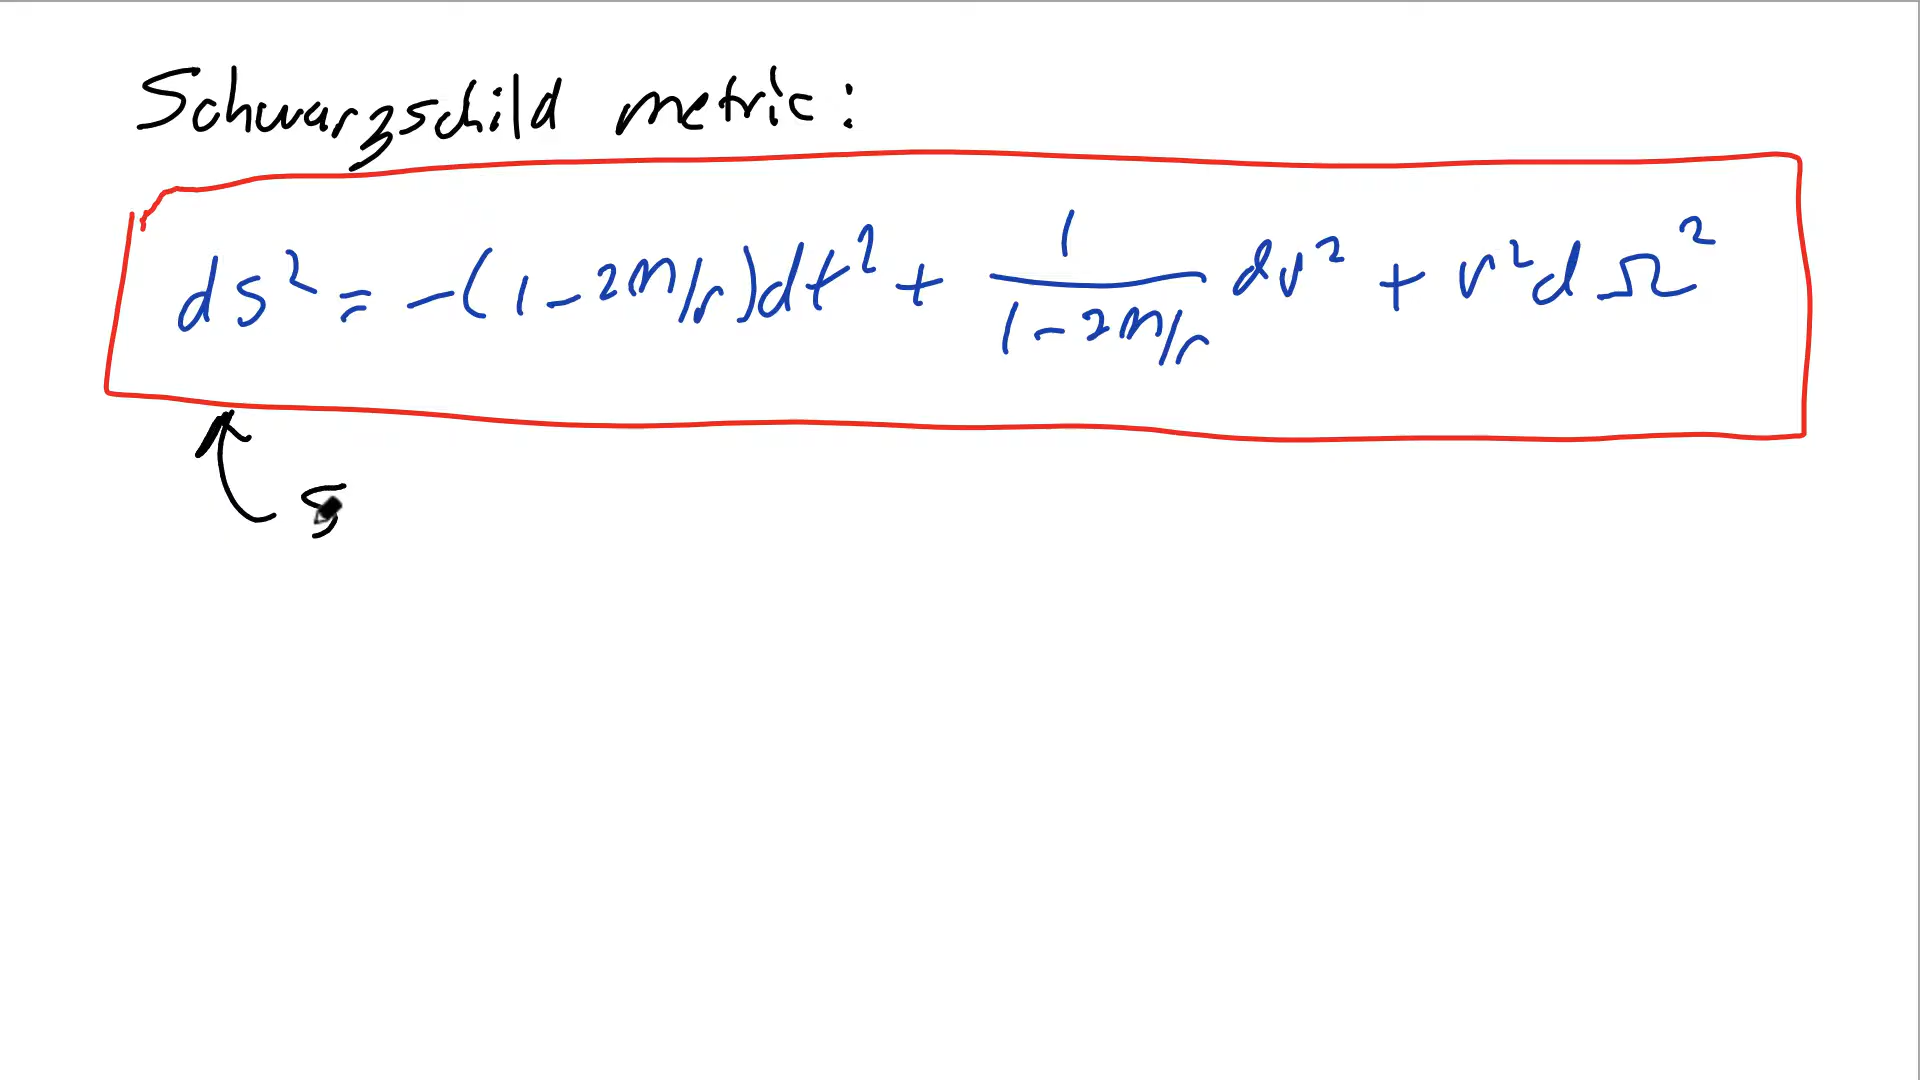 Schwarzschild metric:
ds² = -(1-2M/r)dt² + 1/(1-2M/r) dr² + r²dΩ²
S